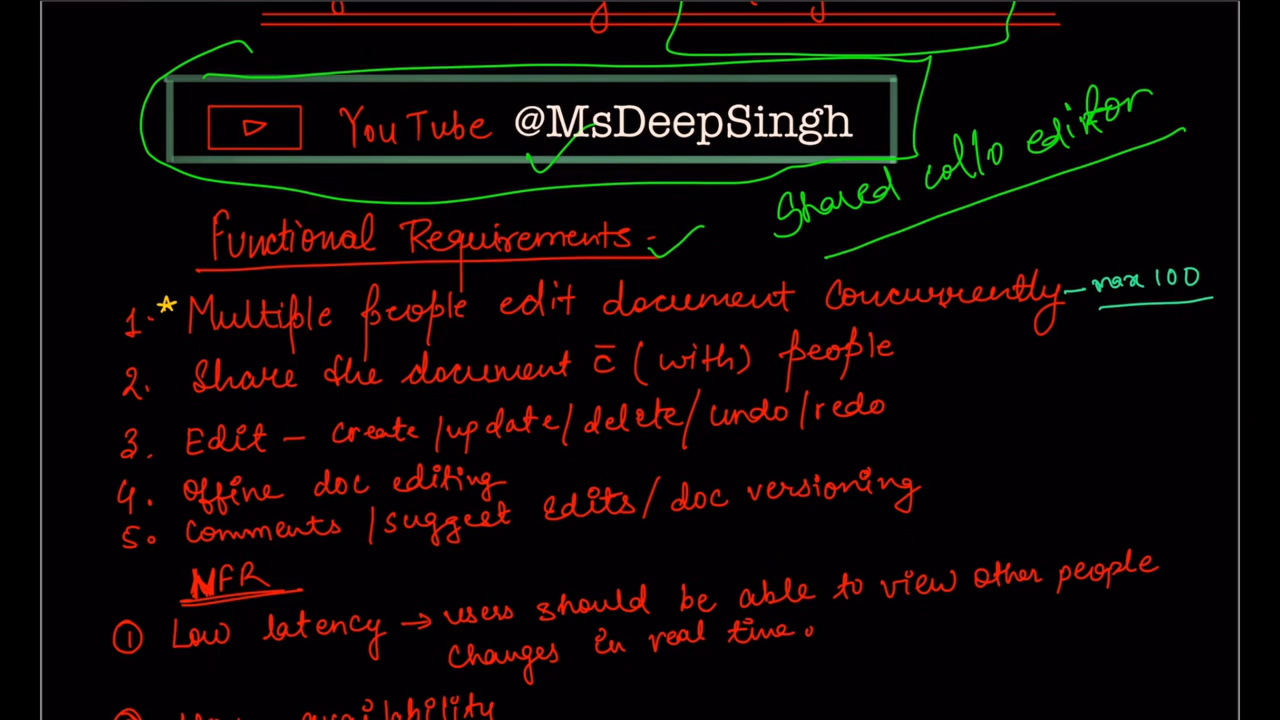 YouTube @MsDeepSingh
Shared collo editor
Functional Requirements -
1. * Multiple people edit document concurrently - max 100
2. Share the document c̄ (with) people
3. Edit - create/update/delete/undo/redo
4. Offine doc editing
5. Comments/suggest edits/doc versioning
NFR
① Low latency → users should be able to view other people
changes in real time.
availability